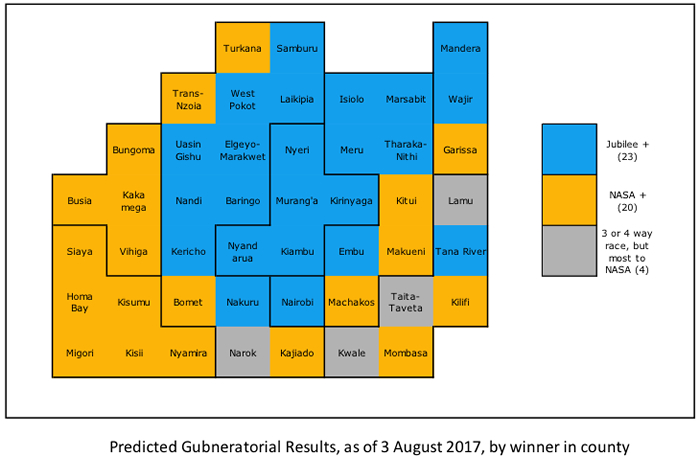 Turkana
Samburu
Mandera
Trans-
Nzoia
West
Pokot
Laikipia
Isiolo
Marsabit
Wajir
Bungoma
Uasin
Gishu
Elgeyo-
Marakwet
Nyeri
Meru
Tharaka-
Nithi
Garissa
Busia
Kaka
mega
Nandi
Baringo
Murang'a
Kirinyaga
Kitui
Lamu
Siaya
Vihiga
Kericho
Nyand
arua
Kiambu
Embu
Makueni
Tana River
Homa
Bay
Kisumu
Bomet
Nakuru
Nairobi
Machakos
Taita-
Taveta
Kilifi
Migori
Kisii
Nyamira
Narok
Kajiado
Kwale
Mombasa
Jubilee +
(23)
NASA +
(20)
3 or 4 way
race, but
most to
NASA (4)
Predicted Gubneratorial Results, as of 3 August 2017, by winner in county